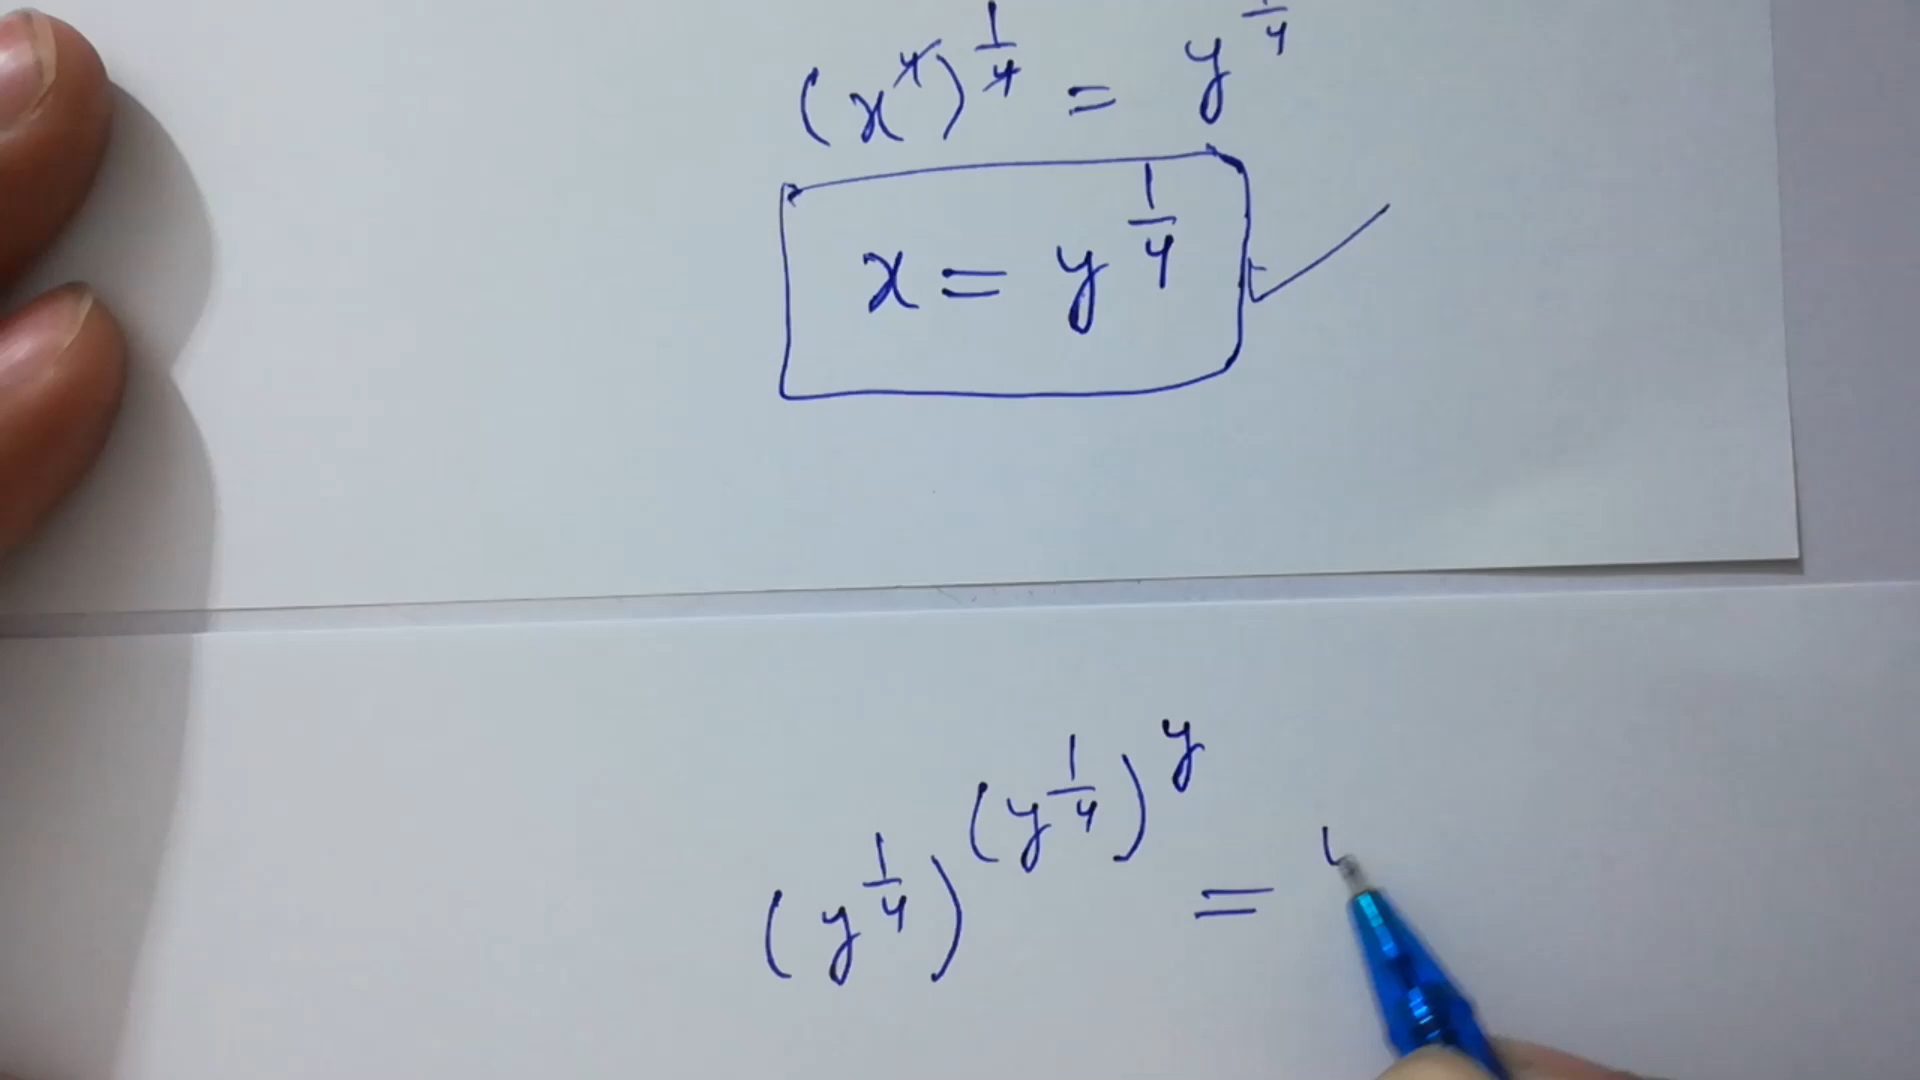 (x⁴)^(1/4) = y^(1/4)
x = y^(1/4)
(y^(1/4))^((y^(1/4))^y) =